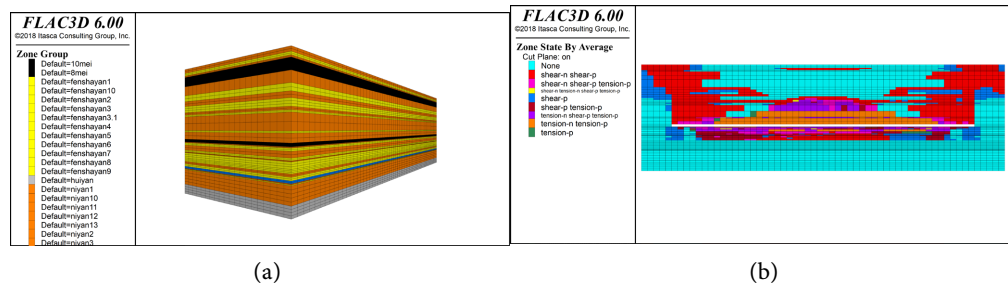 FLAC3D 6.00
©2018 Itasca Consulting Group, Inc.
Zone Group
Default=10mei
Default=8mei
Default=fenshayan1
Default=fenshayan10
Default=fenshayan2
Default=fenshayan3
Default=fenshayan3.1
Default=fenshayan4
Default=fenshayan5
Default=fenshayan6
Default=fenshayan7
Default=fenshayan8
Default=fenshayan9
Default=huiyan
Default=niyan1
Default=niyan10
Default=niyan11
Default=niyan12
Default=niyan13
Default=niyan2
Default=niyan3
(a)
FLAC3D 6.00
©2018 Itasca Consulting Group, Inc.
Zone State By Average
Cut Plane: on
None
shear-n shear-p
shear-n shear-p tension-p
shear-n tension-n shear-p tension-p
shear-p
shear-p tension-p
tension-n shear-p tension-p
tension-n tension-p
tension-p
(b)